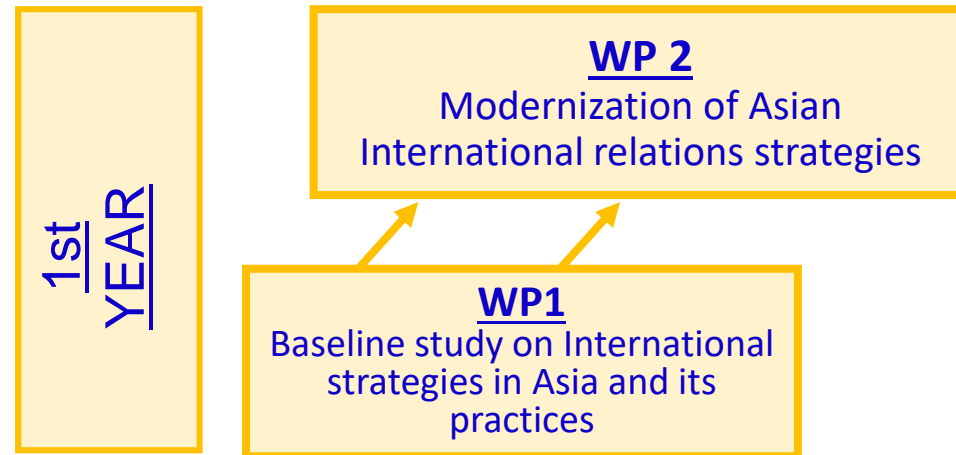 1st
YEAR
WP 2
Modernization of Asian
International relations strategies
WP1
Baseline study on International
strategies in Asia and its
practices